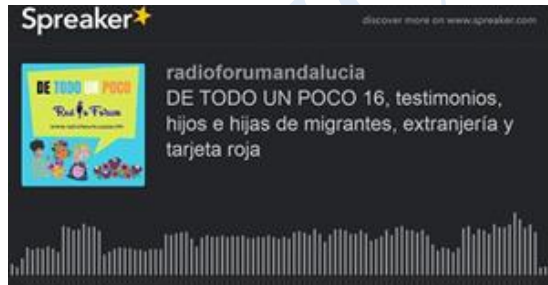 Spreaker
discover more on www.spreaker.com
DE TODO UN POCO
Radio Forum
radioforumandalucia
DE TODO UN POCO 16, testimonios,
hijos e hijas de migrantes, extranjería y
tarjeta roja